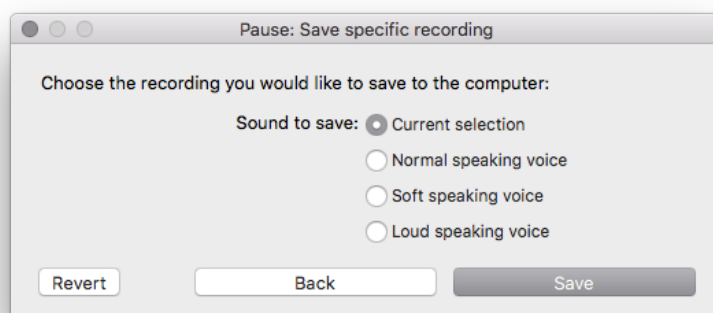 Pause: Save specific recording
Choose the recording you would like to save to the computer:
Sound to save: Current selection
Normal speaking voice
Soft speaking voice
Loud speaking voice
Revert Back Save